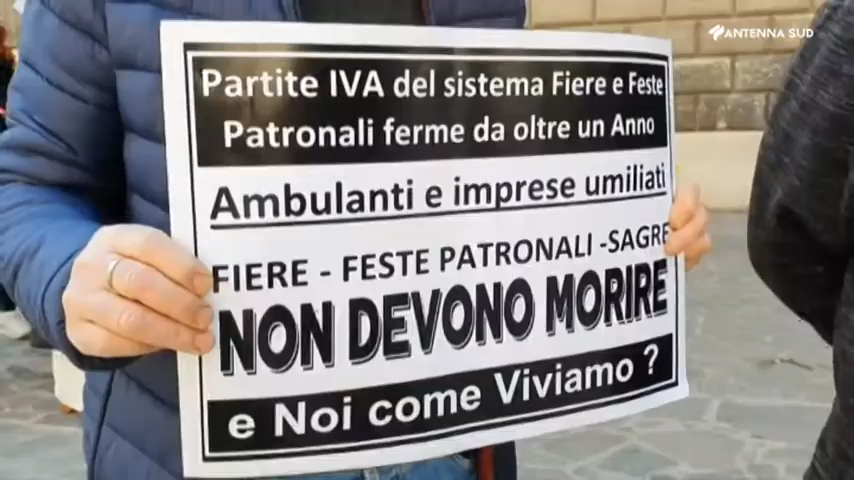 ANTENNA SUD
Partite IVA del sistema Fiere e Feste
Patronali ferme da oltre un Anno
Ambulanti e imprese umiliati
FIERE - FESTE PATRONALI -SAGRE
NON DEVONO MORIRE
e Noi come Viviamo ?